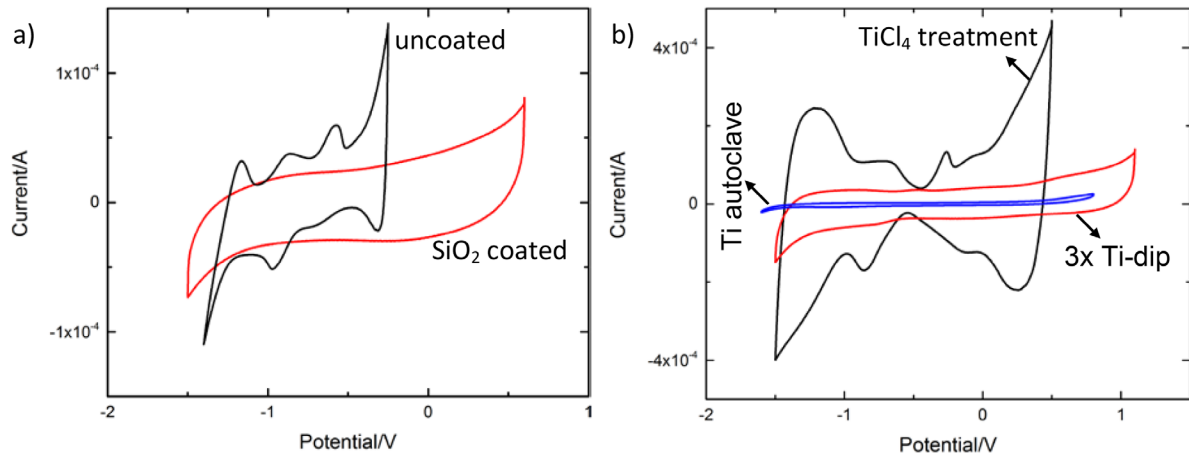 a)
uncoated
SiO₂ coated
1x10⁻⁴
0
-1x10⁻⁴
Current/A
-2
-1
0
1
Potential/V
b)
TiCl₄ treatment
Ti autoclave
3x Ti-dip
4x10⁻⁴
0
-4x10⁻⁴
Current/A
-2
-1
0
1
Potential/V